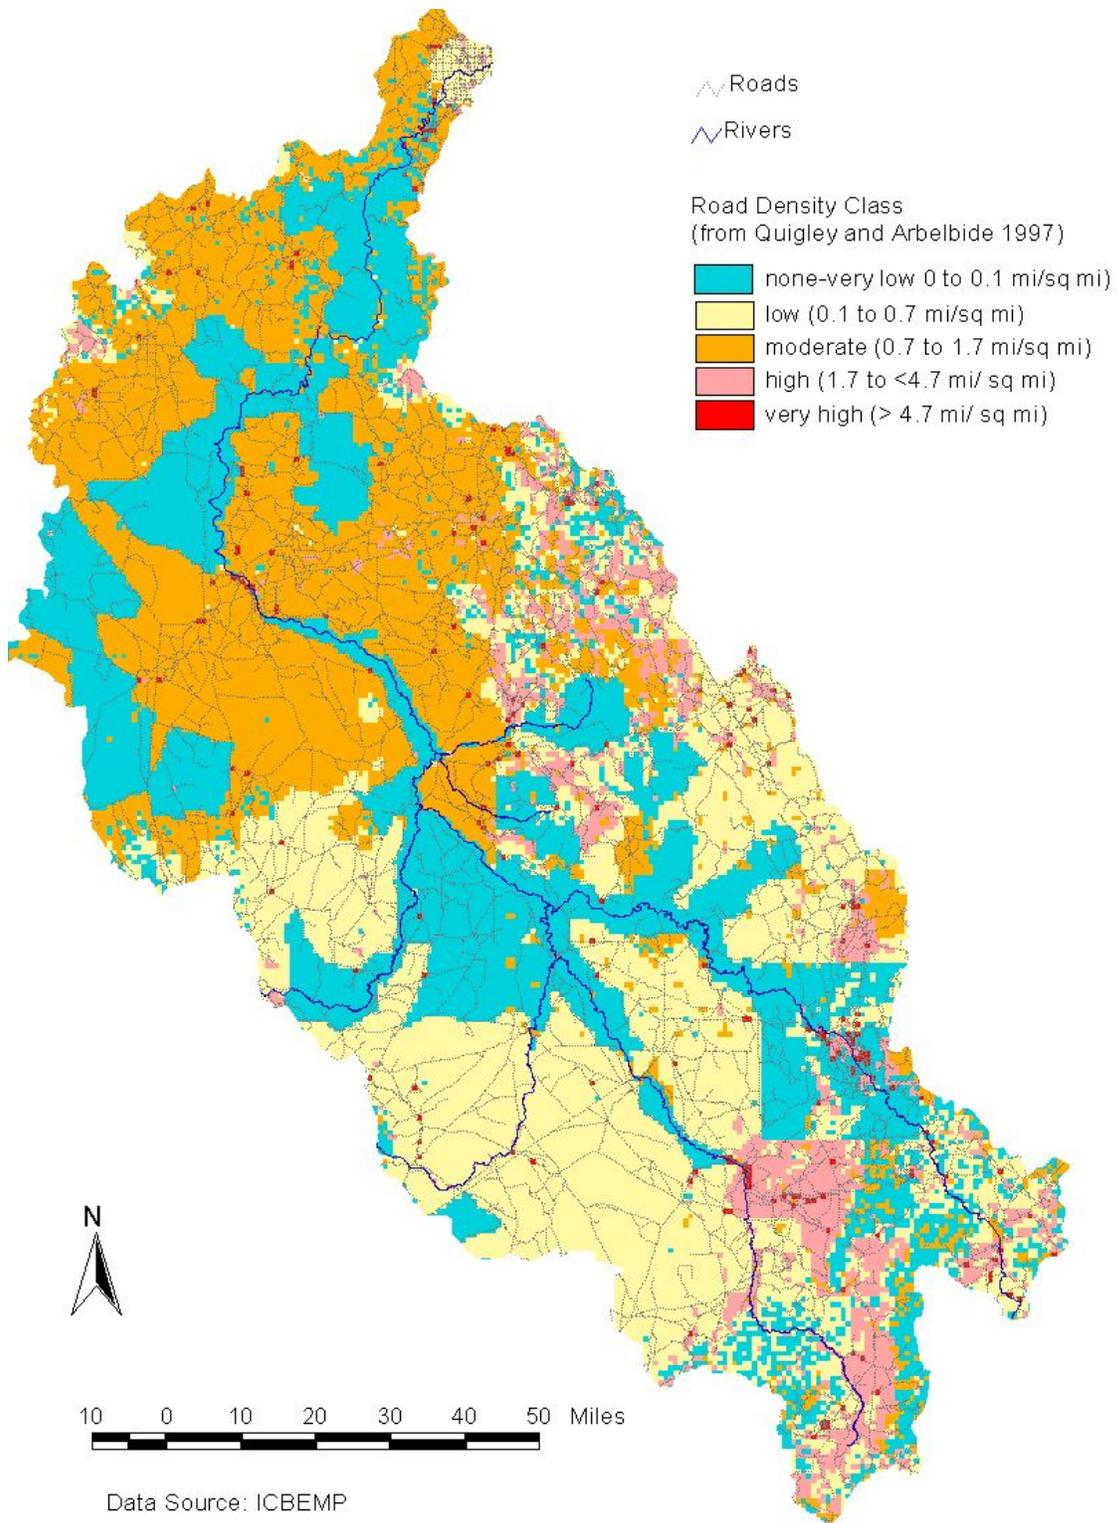 Roads
Rivers
Road Density Class
(from Quigley and Arbelbide 1997)
none-very low 0 to 0.1 mi/sq mi)
low (0.1 to 0.7 mi/sq mi)
moderate (0.7 to 1.7 mi/sq mi)
high (1.7 to <4.7 mi/ sq mi)
very high (> 4.7 mi/ sq mi)
N
10 0 10 20 30 40 50 Miles
Data Source: ICBEMP